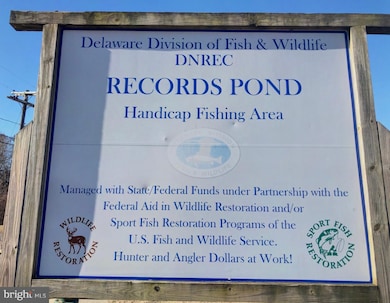 Delaware Division of Fish & Wildlife
DNREC
RECORDS POND
Handicap Fishing Area
Managed with State/Federal Funds under Partnership with the
Federal Aid in Wildlife Restoration and/or
Sport Fish Restoration Programs of the
U.S. Fish and Wildlife Service.
Hunter and Angler Dollars at Work!
WILDLIFE
RESTORATION
SPORT FISH
RESTORATION
bright MLS